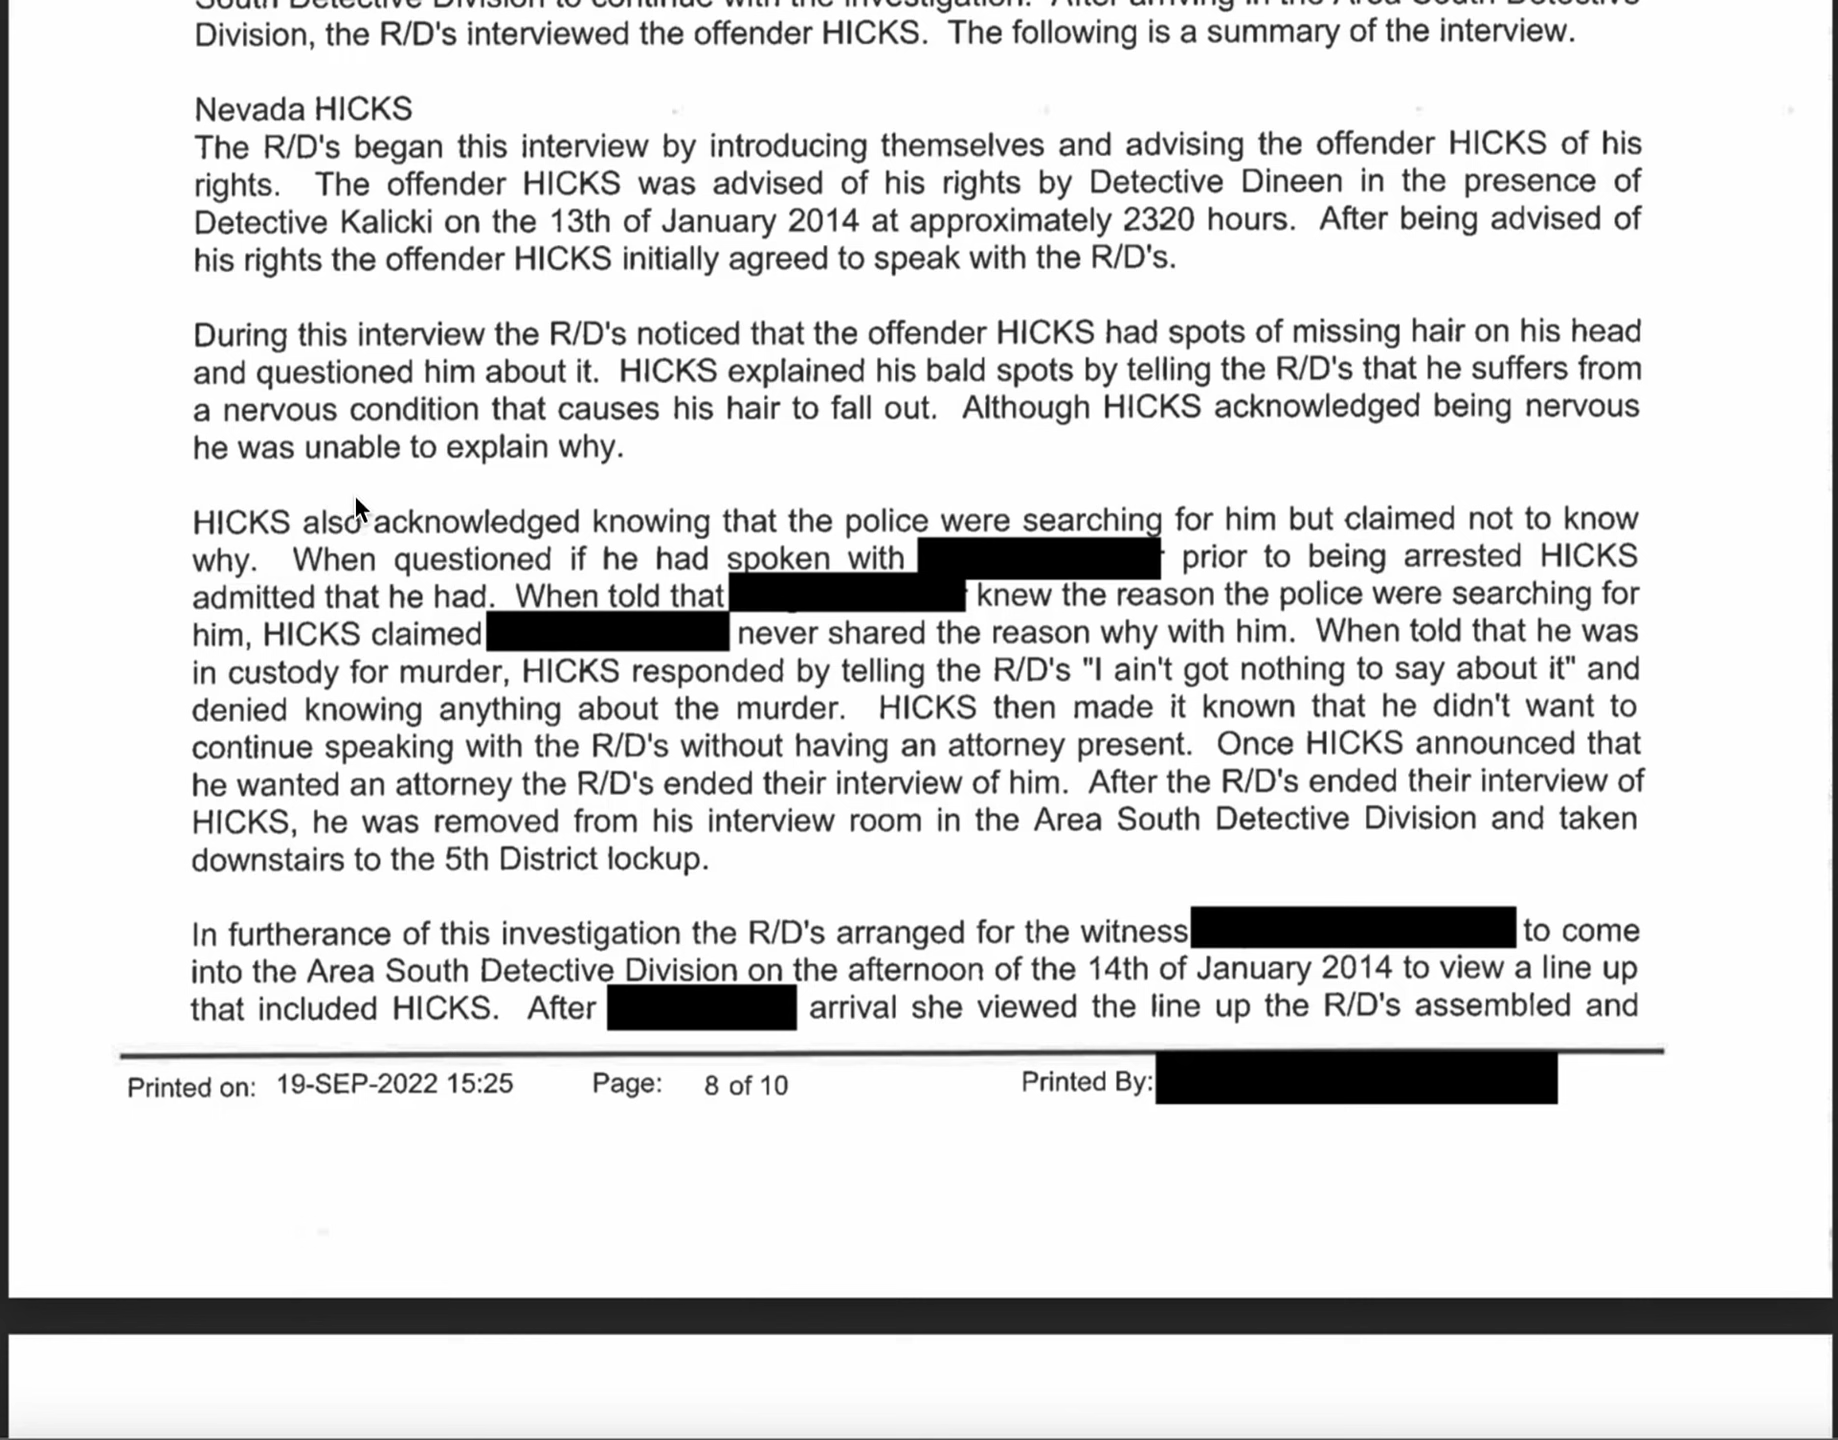 South Detective Division to continue with the investigation.  After arriving in the Area South Detective
Division, the R/D's interviewed the offender HICKS.  The following is a summary of the interview.
Nevada HICKS
The R/D's began this interview by introducing themselves and advising the offender HICKS of his
rights.  The offender HICKS was advised of his rights by Detective Dineen in the presence of
Detective Kalicki on the 13th of January 2014 at approximately 2320 hours.  After being advised of
his rights the offender HICKS initially agreed to speak with the R/D's.
During this interview the R/D's noticed that the offender HICKS had spots of missing hair on his head
and questioned him about it.  HICKS explained his bald spots by telling the R/D's that he suffers from
a nervous condition that causes his hair to fall out.  Although HICKS acknowledged being nervous
he was unable to explain why.
HICKS also acknowledged knowing that the police were searching for him but claimed not to know
why.  When questioned if he had spoken with prior to being arrested HICKS
admitted that he had.  When told that knew the reason the police were searching for
him, HICKS claimed never shared the reason why with him.  When told that he was
in custody for murder, HICKS responded by telling the R/D's "I ain't got nothing to say about it" and
denied knowing anything about the murder.  HICKS then made it known that he didn't want to
continue speaking with the R/D's without having an attorney present.  Once HICKS announced that
he wanted an attorney the R/D's ended their interview of him.  After the R/D's ended their interview of
HICKS, he was removed from his interview room in the Area South Detective Division and taken
downstairs to the 5th District lockup.
In furtherance of this investigation the R/D's arranged for the witness to come
into the Area South Detective Division on the afternoon of the 14th of January 2014 to view a line up
that included HICKS.  After arrival she viewed the line up the R/D's assembled and
Printed on: 19-SEP-2022 15:25 Page: 8 of 10 Printed By: